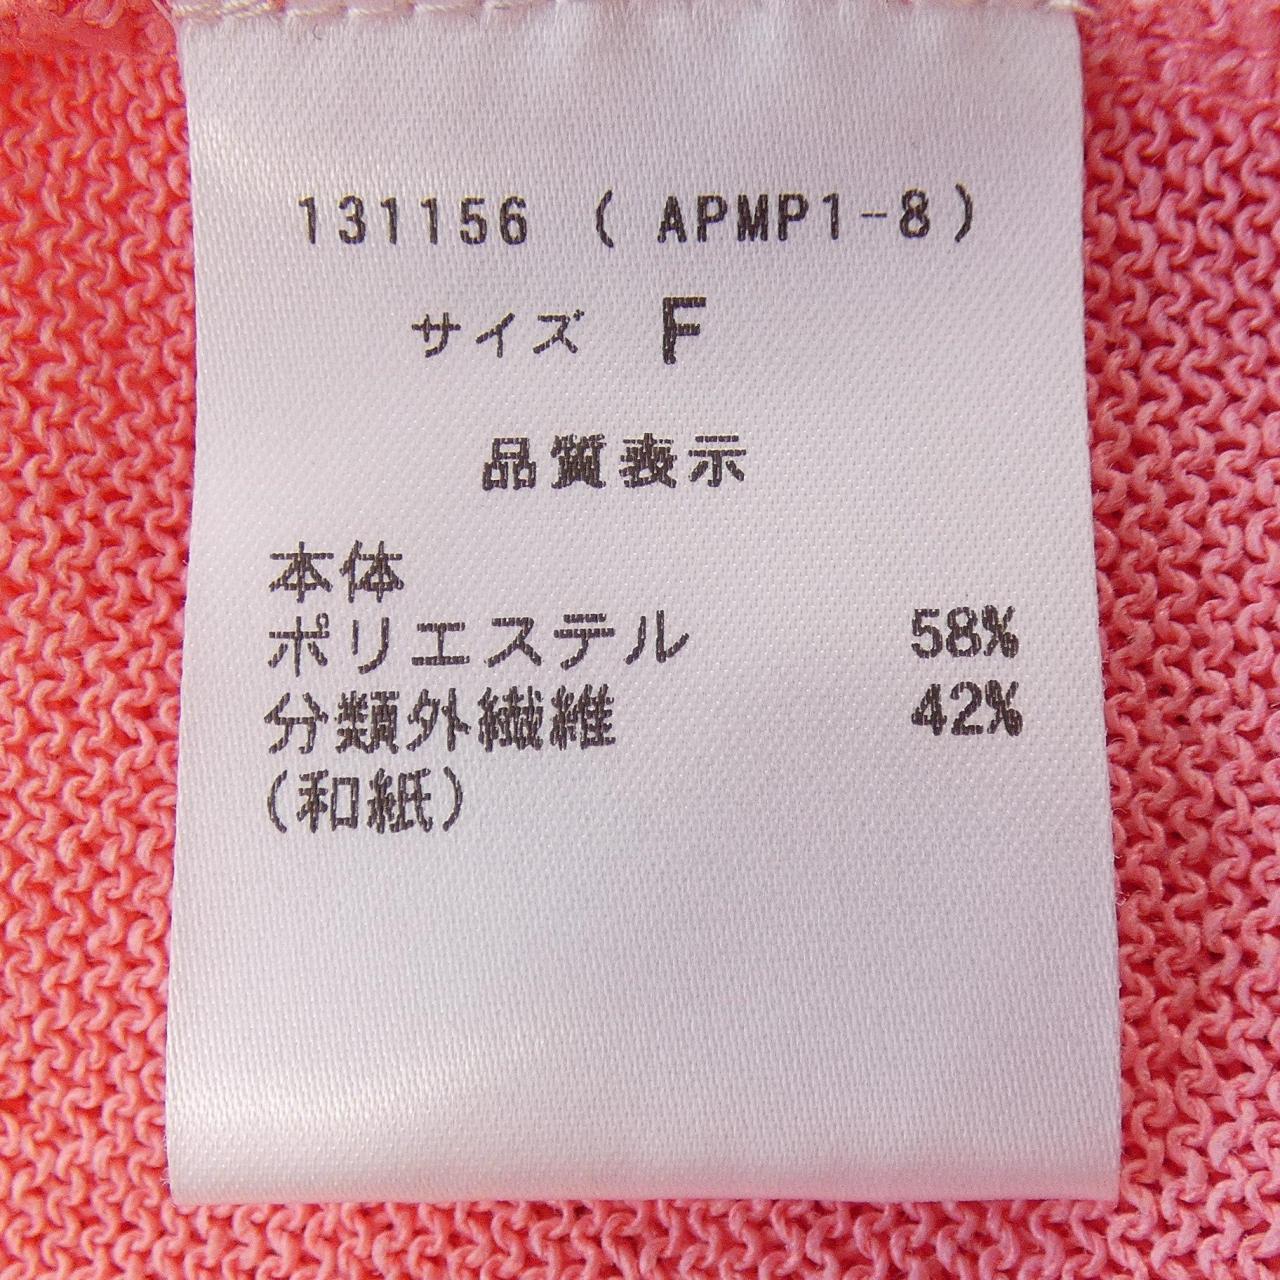 131156 ( APMP1-8)
サイズ F
品質表示
本体
ポリエステル 58%
分類外繊維 42%
(和紙)